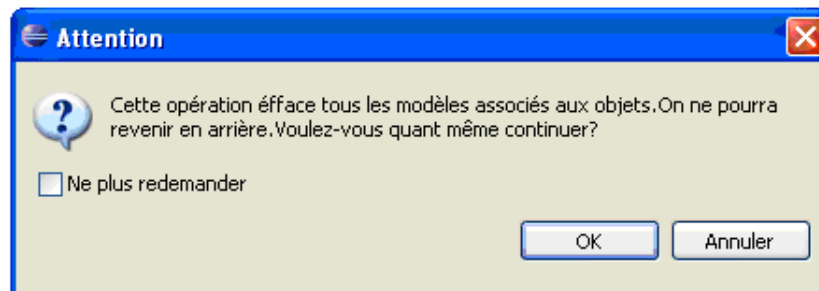 Attention
Cette opération éfface tous les modèles associés aux objets.On ne pourra
revenir en arrière.Voulez-vous quant même continuer?
Ne plus redemander
OK
Annuler